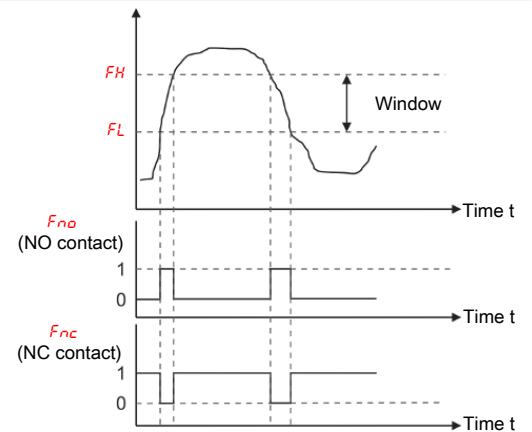 FH
Window
FL
Time t
Fno
(NO contact)
1
0
Time t
Fnc
(NC contact)
1
0
Time t